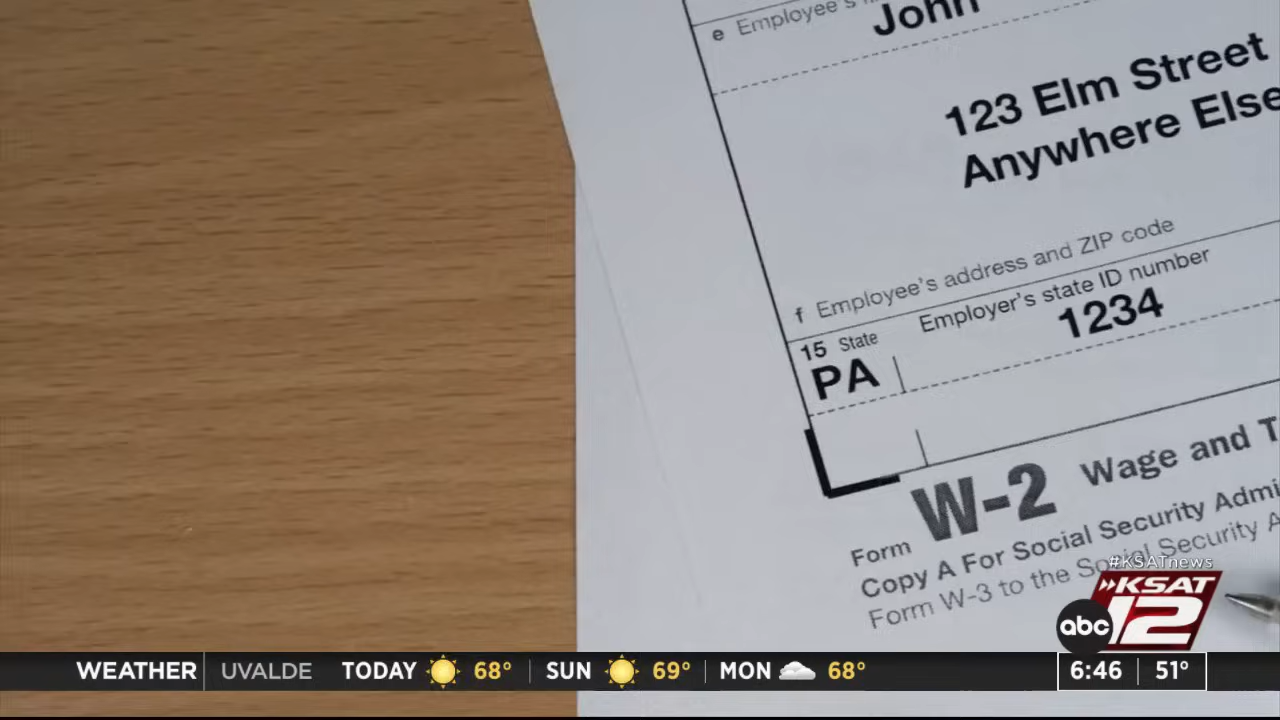 e Employee's
John
123 Elm Street
Anywhere Else
f Employee's address and ZIP code
15 State
Employer's state ID number
PA
1234
Form W-2 Wage and T
Copy A For Social Security Admi
Form W-3 to the Social Security A
#KSATnews
KSAT
abc 12
WEATHER UVALDE TODAY 68° SUN 69° MON 68° 6:46 51°